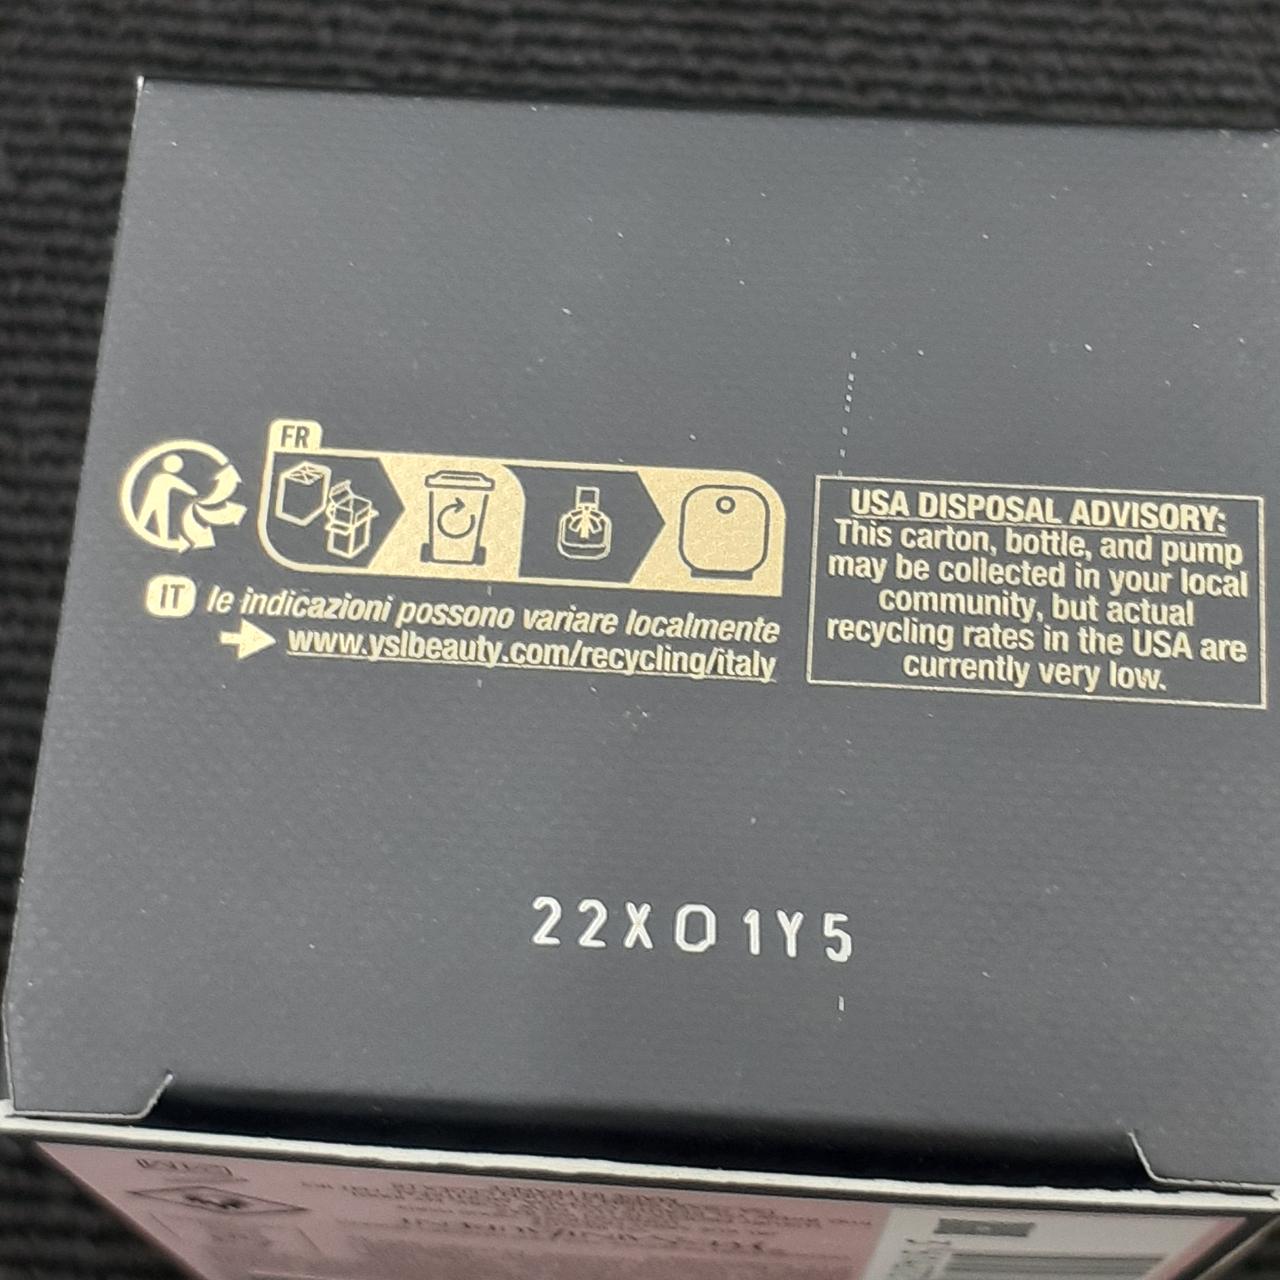 FR
IT le indicazioni possono variare localmente
www.yslbeauty.com/recycling/italy
USA DISPOSAL ADVISORY:
This carton, bottle, and pump
may be collected in your local
community, but actual
recycling rates in the USA are
currently very low.
22X01Y5